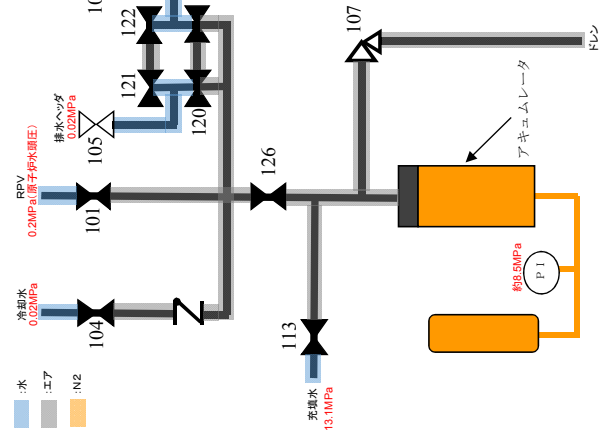 :水
:エア
:N2
冷却水
0.02MPa
RPV
0.2MPa(原子炉水頭圧)
排水ヘッダ
0.02MPa
104
101
105
121
122
120
126
113
充填水
13.1MPa
107
ドレン
アキュムレータ
約8.5MPa
PI